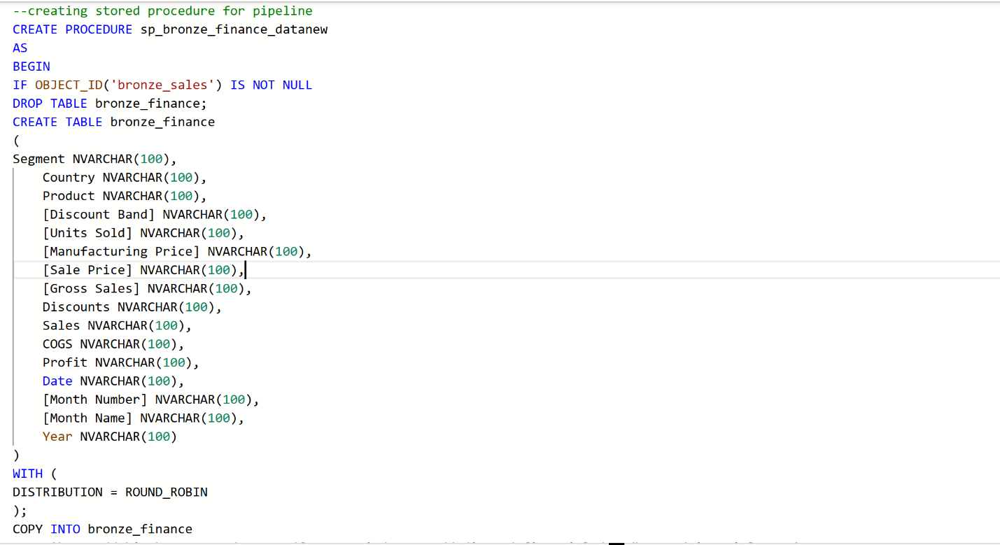 --creating stored procedure for pipeline
CREATE PROCEDURE sp_bronze_finance_datanew
AS
BEGIN
IF OBJECT_ID('bronze_sales') IS NOT NULL
DROP TABLE bronze_finance;
CREATE TABLE bronze_finance
(
Segment NVARCHAR(100),
    Country NVARCHAR(100),
    Product NVARCHAR(100),
    [Discount Band] NVARCHAR(100),
    [Units Sold] NVARCHAR(100),
    [Manufacturing Price] NVARCHAR(100),
    [Sale Price] NVARCHAR(100),
    [Gross Sales] NVARCHAR(100),
    Discounts NVARCHAR(100),
    Sales NVARCHAR(100),
    COGS NVARCHAR(100),
    Profit NVARCHAR(100),
    Date NVARCHAR(100),
    [Month Number] NVARCHAR(100),
    [Month Name] NVARCHAR(100),
    Year NVARCHAR(100)
)
WITH (
DISTRIBUTION = ROUND_ROBIN
);
COPY INTO bronze_finance